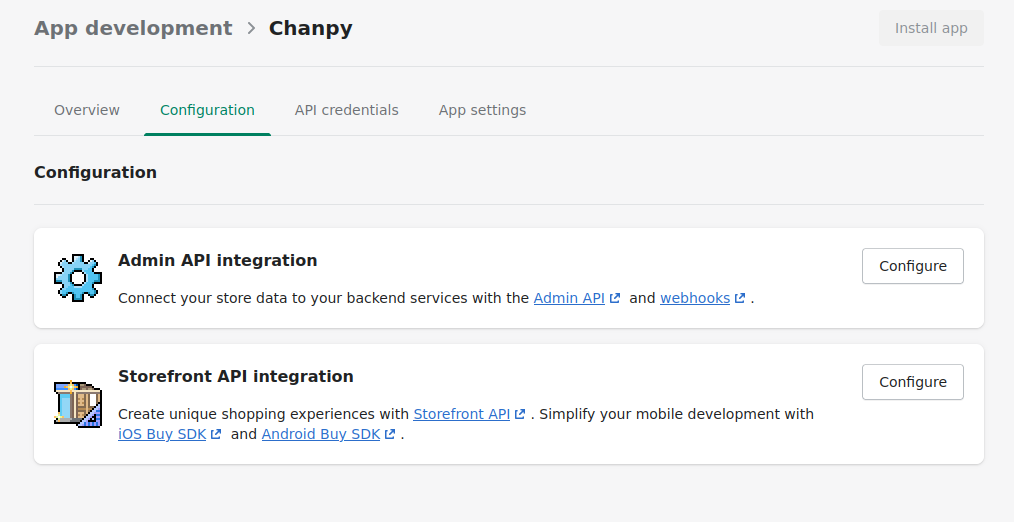 App development > Chanpy
Install app
Overview Configuration API credentials App settings
Configuration
Admin API integration
Configure
Connect your store data to your backend services with the Admin API and webhooks .
Storefront API integration
Configure
Create unique shopping experiences with Storefront API . Simplify your mobile development with
iOS Buy SDK and Android Buy SDK .